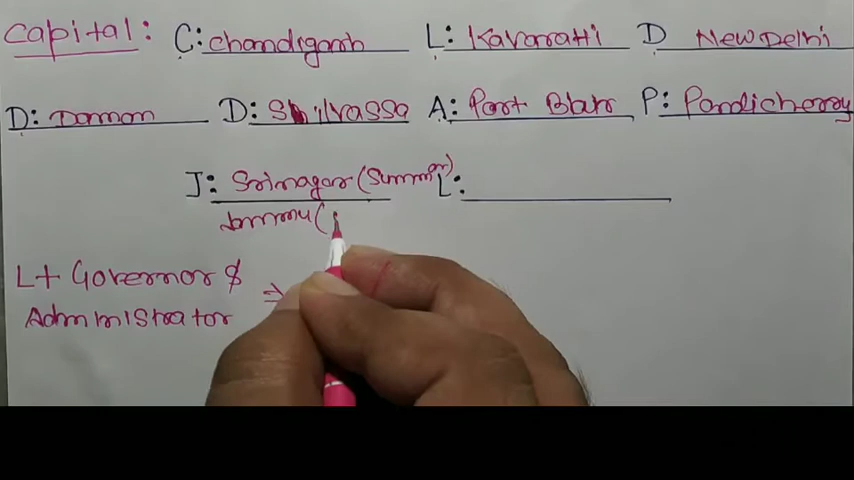 Capital: C: Chandigarh L: Kavaratti D New Delhi
D: Daman D: Silvassa A: Port Blair P: Pondicherry
J: Srinagar (Summer) L:
Jammu (
Lt Governor &
Administrator ⇒